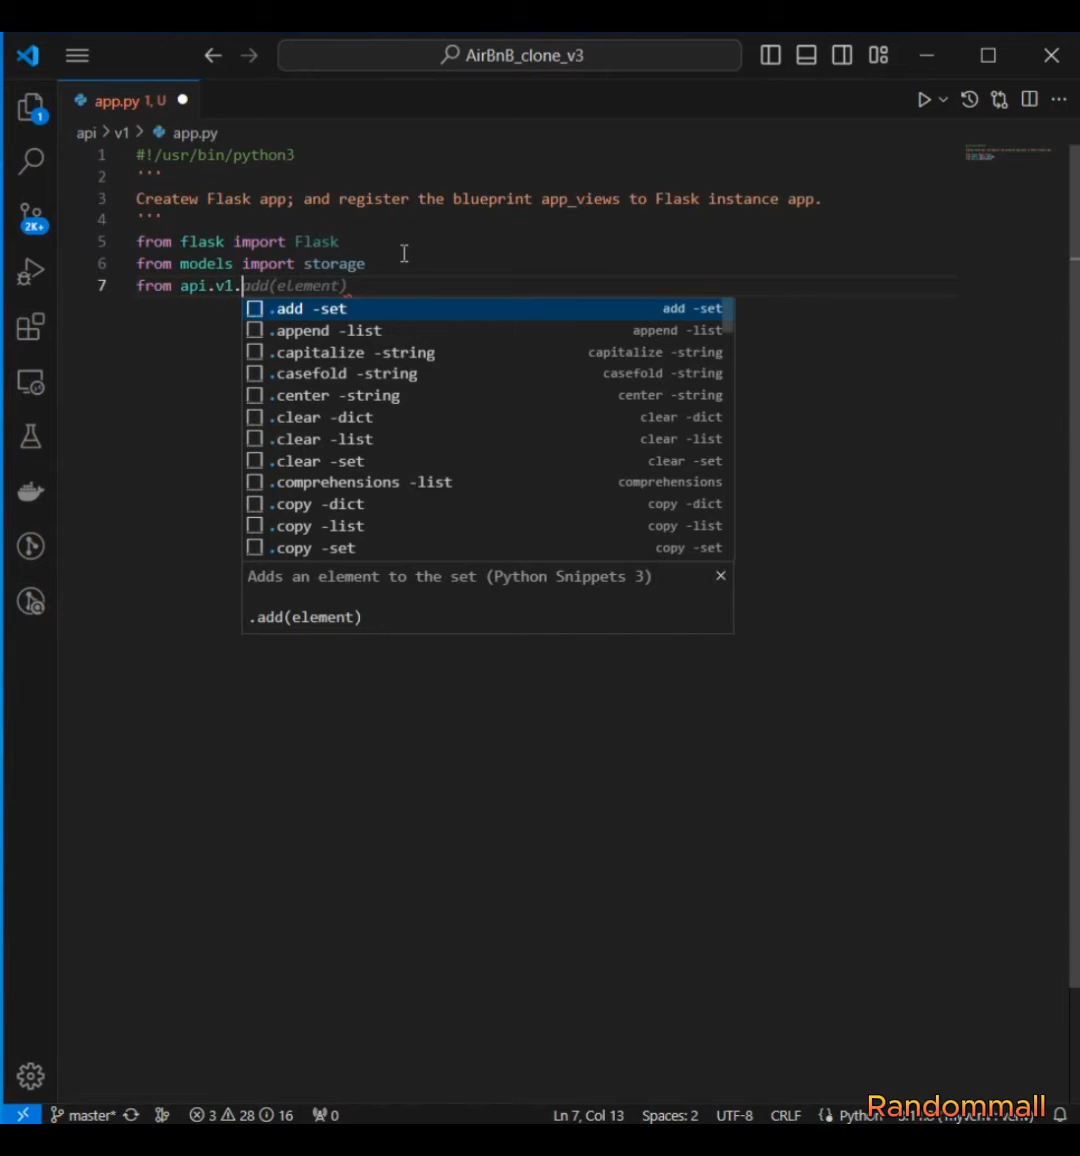 AirBnB_clone_v3
1
app.py 1, U
api > v1 > app.py
1 #!/usr/bin/python3
2 '''
3 Createw Flask app; and register the blueprint app_views to Flask instance app.
4 '''
5 from flask import Flask
6 from models import storage
7 from api.v1.add(element)
2K+
.add -set add -set
.append -list append -list
.capitalize -string capitalize -string
.casefold -string casefold -string
.center -string center -string
.clear -dict clear -dict
.clear -list clear -list
.clear -set clear -set
.comprehensions -list comprehensions
.copy -dict copy -dict
.copy -list copy -list
.copy -set copy -set
Adds an element to the set (Python Snippets 3)
.add(element)
master* 3 28 16 0 Ln 7, Col 13 Spaces: 2 UTF-8 CRLF Python
Randommall